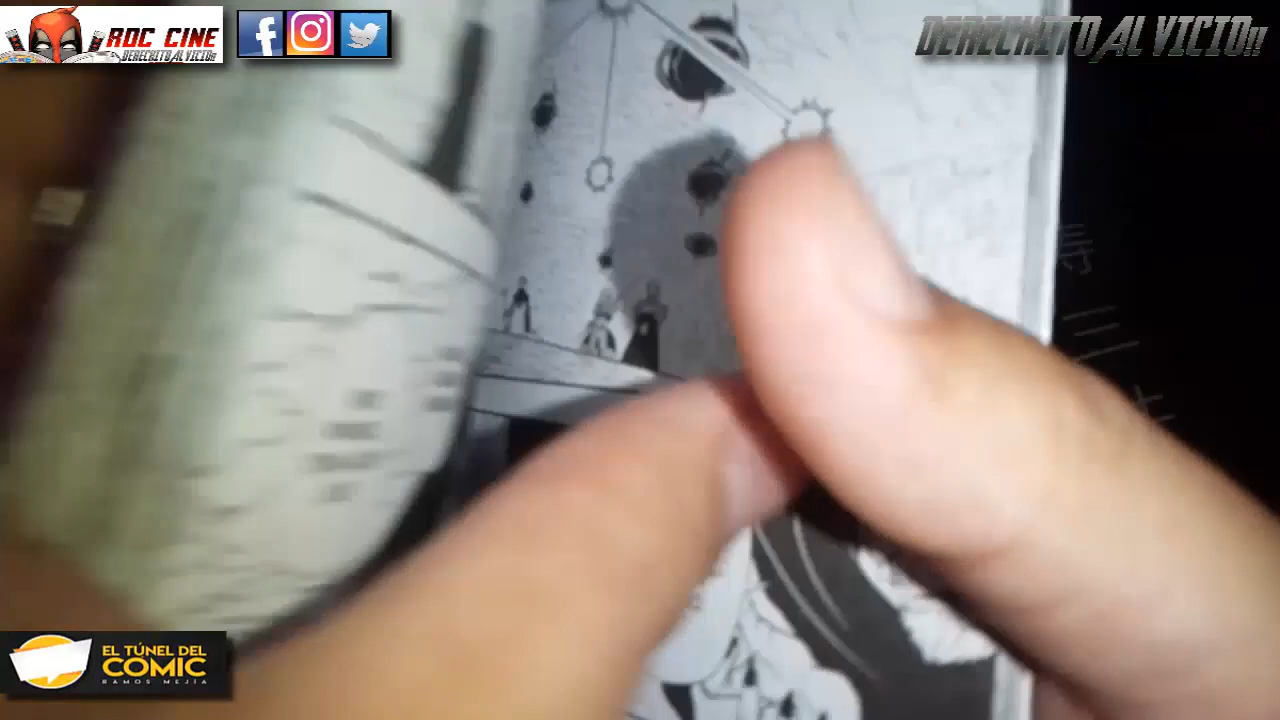 ROC CINE
DERECHITO AL VICIO!!
DERECHITO AL VICIO!!
EL TÚNEL DEL
COMIC
RAMOS MEJÍA